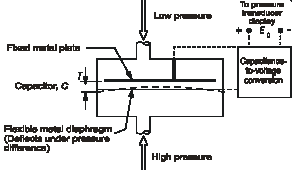 To pressure
transducer
display
Low pressure
+ E₀ -
Fixed metal plate
T
Capacitor, C
Capacitance-
to-voltage
conversion
Flexible metal diaphragm
(Deflects under pressure
difference)
High pressure